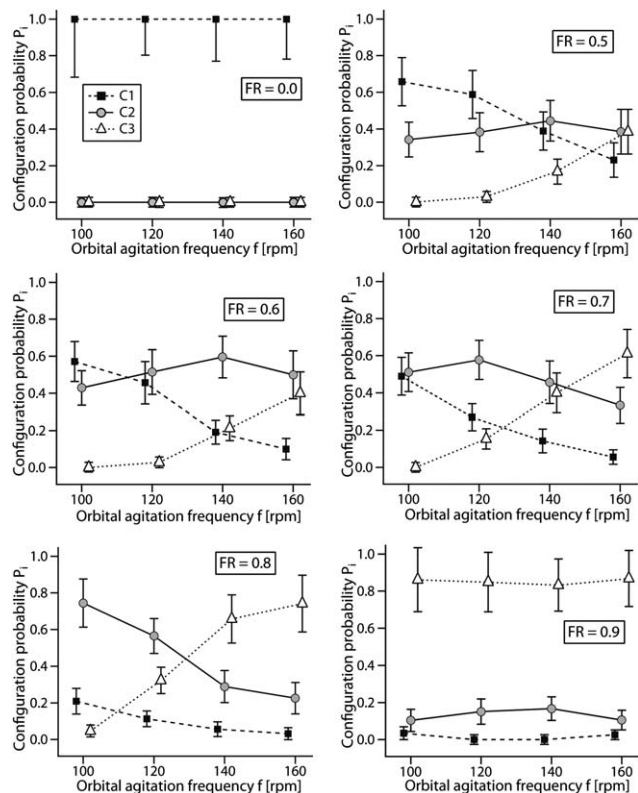 Configuration probability Pi
1.0
0.8
0.6
0.4
0.2
0.0
C1
C2
C3
FR = 0.0
100 120 140 160
Orbital agitation frequency f [rpm]
Configuration probability Pi
1.0
0.8
0.6
0.4
0.2
0.0
FR = 0.5
100 120 140 160
Orbital agitation frequency f [rpm]
Configuration probability Pi
1.0
0.8
0.6
0.4
0.2
0.0
FR = 0.6
100 120 140 160
Orbital agitation frequency f [rpm]
Configuration probability Pi
1.0
0.8
0.6
0.4
0.2
0.0
FR = 0.7
100 120 140 160
Orbital agitation frequency f [rpm]
Configuration probability Pi
1.0
0.8
0.6
0.4
0.2
0.0
FR = 0.8
100 120 140 160
Orbital agitation frequency f [rpm]
Configuration probability Pi
1.0
0.8
0.6
0.4
0.2
0.0
FR = 0.9
100 120 140 160
Orbital agitation frequency f [rpm]